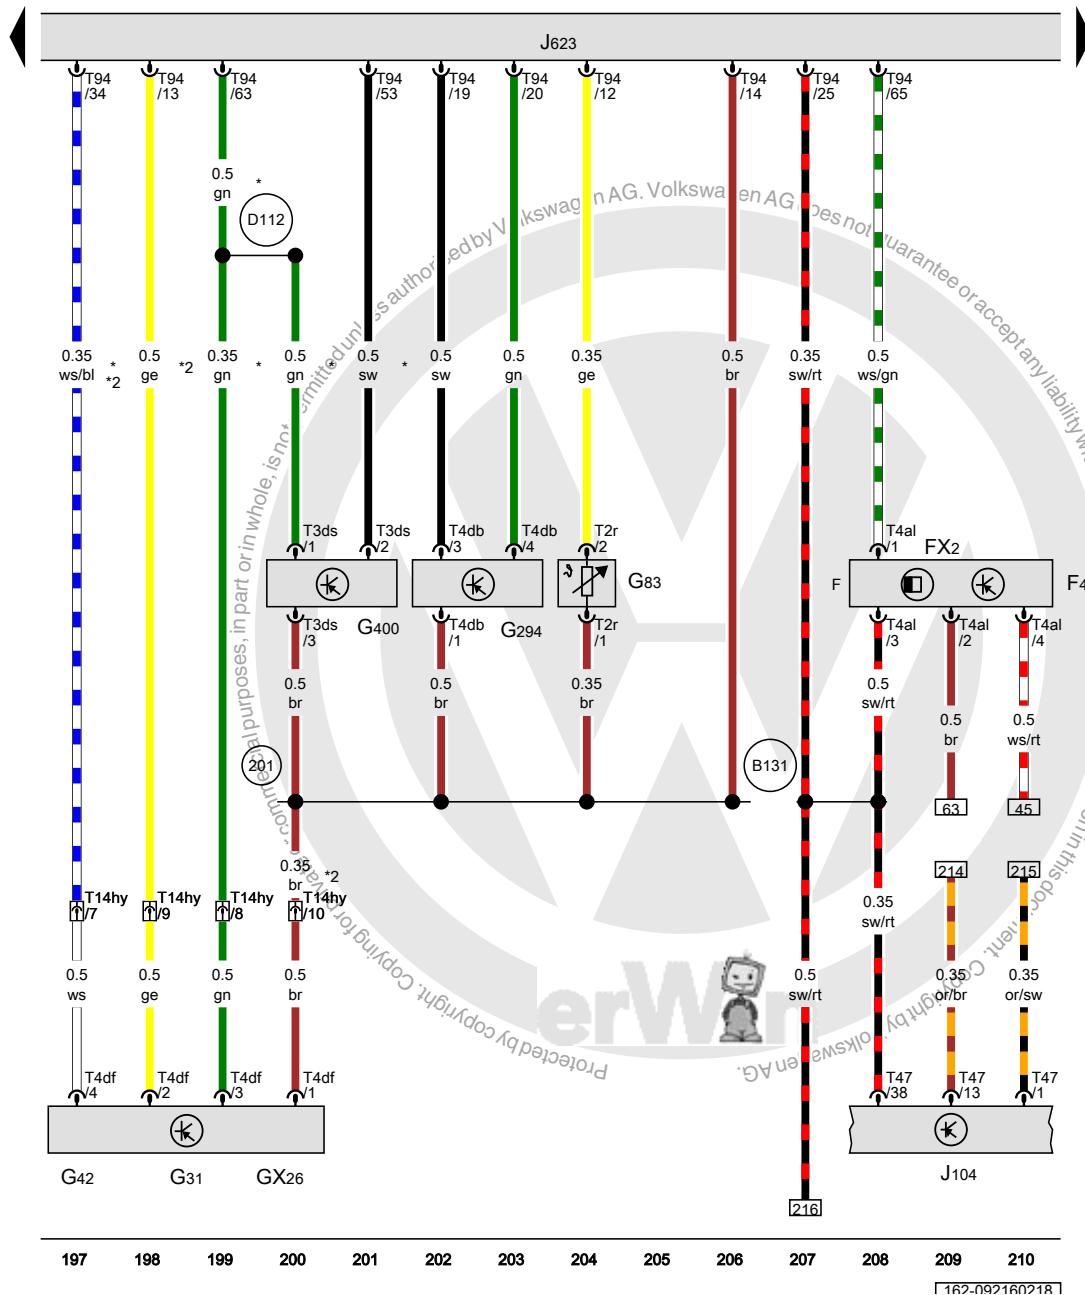 J623
T94 T94 T94 T94 T94 T94 T94 T94 T94 T94
/34 /13 /63 /53 /19 /20 /12 /14 /25 /65
0.5 *
gn D112
0.35 * 0.5 *2 0.35 * 0.5 * 0.5 * 0.5 0.5 0.35 0.5 0.35 0.5
ws/bl *2 ge gn gn sw sw gn ge br sw/rt ws/gn
T3ds T3ds T4db T4db T2r T4al
/1 /2 /3 /4 /2 /1
FX2
G83 F F4
T3ds G400 T4db G294 T2r T4al T4al T4al
/3 /1 /1 /3 /2 /4
0.5 0.5 0.35 0.5
br br br sw/rt
0.5 0.5
br ws/rt
201 B131
63 45
0.35 *2
br
214 215
T14hy T14hy T14hy T14hy
/7 /9 /8 /10
0.35
sw/rt
0.5 0.5 0.5 0.5 0.5 0.35 0.35
ws ge gn br sw/rt or/br or/sw
T4df T4df T4df T4df T47 T47 T47
/4 /2 /3 /1 /38 /13 /1
G42 G31 GX26 J104
216
197 198 199 200 201 202 203 204 205 206 207 208 209 210
162-092160218
erWin
Protected by copyright. Copying for private or commercial purposes, in part or in whole, is not permitted unless authorised by Volkswagen AG. Volkswagen AG does not guarantee or accept any liability
in this document. Copyright by Volkswagen AG.